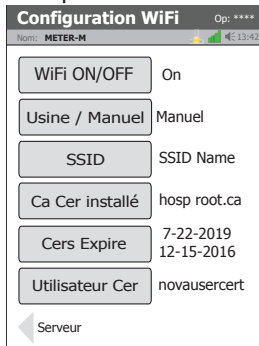 Configuration WiFi Op: ****
Nom: METER-M 13:42
WiFi ON/OFF On
Usine / Manuel Manuel
SSID SSID Name
Ca Cer installé hosp root.ca
Cers Expire 7-22-2019
12-15-2016
Utilisateur Cer novausercert
Serveur